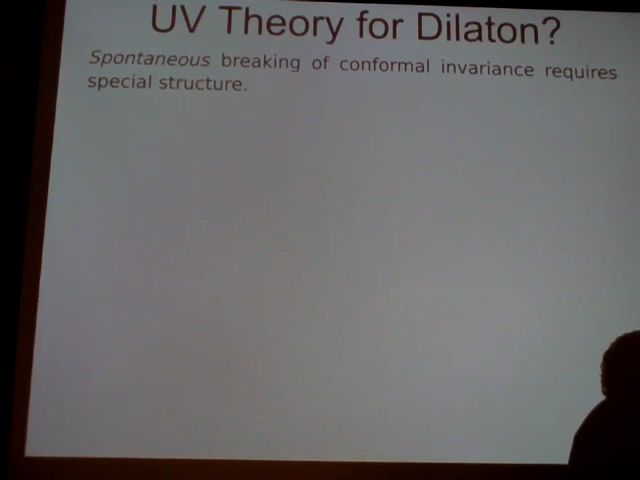 UV Theory for Dilaton?
Spontaneous breaking of conformal invariance requires
special structure.